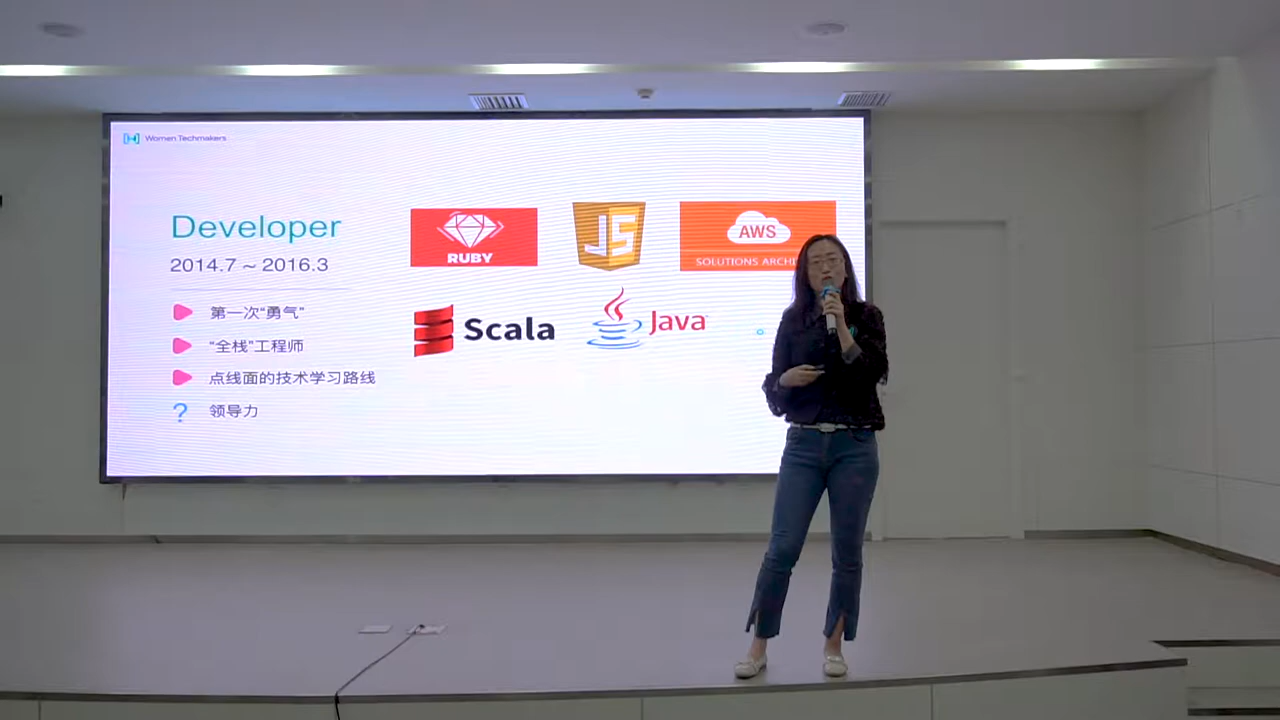 Women Techmakers
Developer
2014.7 ~ 2016.3
第一次“勇气”
“全栈”工程师
点线面的技术学习路线
? 领导力
RUBY
JS
AWS
SOLUTIONS ARCHI
Scala
Java